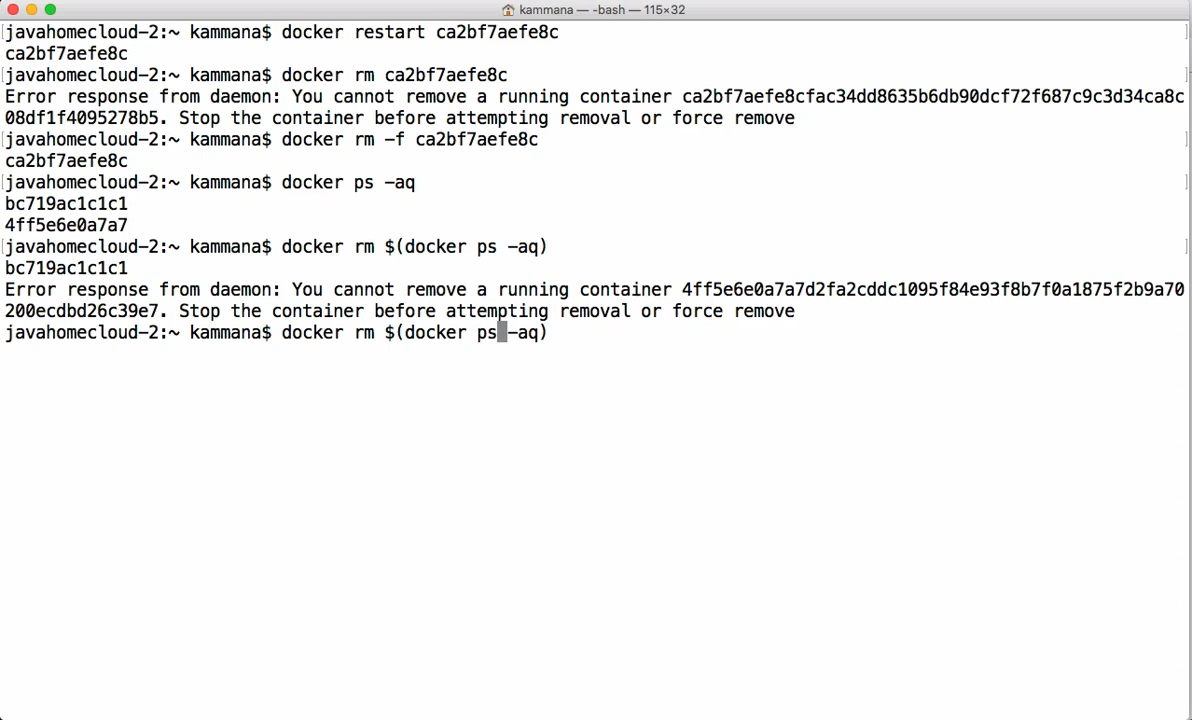 kammana — -bash — 115×32
javahomecloud-2:~ kammana$ docker restart ca2bf7aefe8c
ca2bf7aefe8c
javahomecloud-2:~ kammana$ docker rm ca2bf7aefe8c
Error response from daemon: You cannot remove a running container ca2bf7aefe8cfac34dd8635b6db90dcf72f687c9c3d34ca8c
08df1f4095278b5. Stop the container before attempting removal or force remove
javahomecloud-2:~ kammana$ docker rm -f ca2bf7aefe8c
ca2bf7aefe8c
javahomecloud-2:~ kammana$ docker ps -aq
bc719ac1c1c1
4ff5e6e0a7a7
javahomecloud-2:~ kammana$ docker rm $(docker ps -aq)
bc719ac1c1c1
Error response from daemon: You cannot remove a running container 4ff5e6e0a7a7d2fa2cddc1095f84e93f8b7f0a1875f2b9a70
200ecdbd26c39e7. Stop the container before attempting removal or force remove
javahomecloud-2:~ kammana$ docker rm $(docker ps -aq)